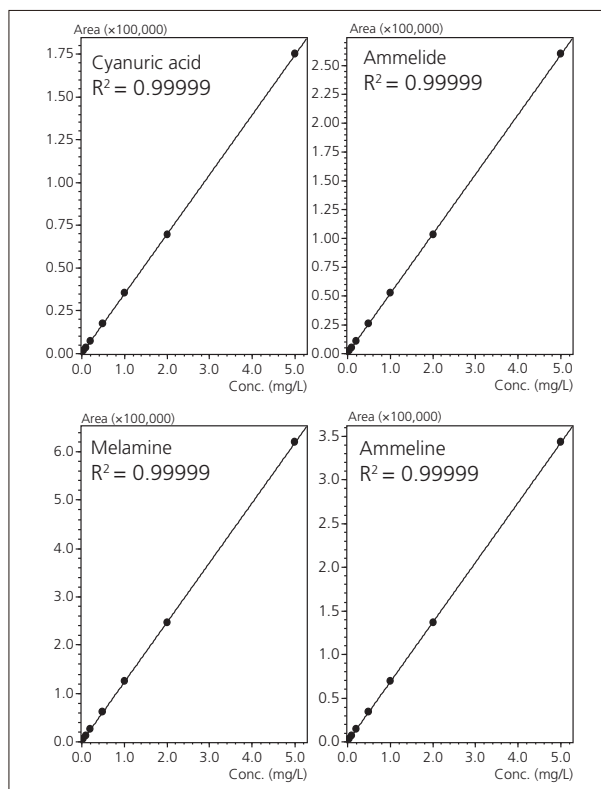 Area (×100,000)
Cyanuric acid
R² = 0.99999
1.75
1.50
1.25
1.00
0.75
0.50
0.25
0.00
0.0 1.0 2.0 3.0 4.0 5.0
Conc. (mg/L)
Area (×100,000)
Ammelide
R² = 0.99999
2.50
2.25
2.00
1.75
1.50
1.25
1.00
0.75
0.50
0.25
0.00
0.0 1.0 2.0 3.0 4.0 5.0
Conc. (mg/L)
Area (×100,000)
Melamine
R² = 0.99999
6.0
5.0
4.0
3.0
2.0
1.0
0.0
0.0 1.0 2.0 3.0 4.0 5.0
Conc. (mg/L)
Area (×100,000)
Ammeline
R² = 0.99999
3.5
3.0
2.5
2.0
1.5
1.0
0.5
0.0
0.0 1.0 2.0 3.0 4.0 5.0
Conc. (mg/L)